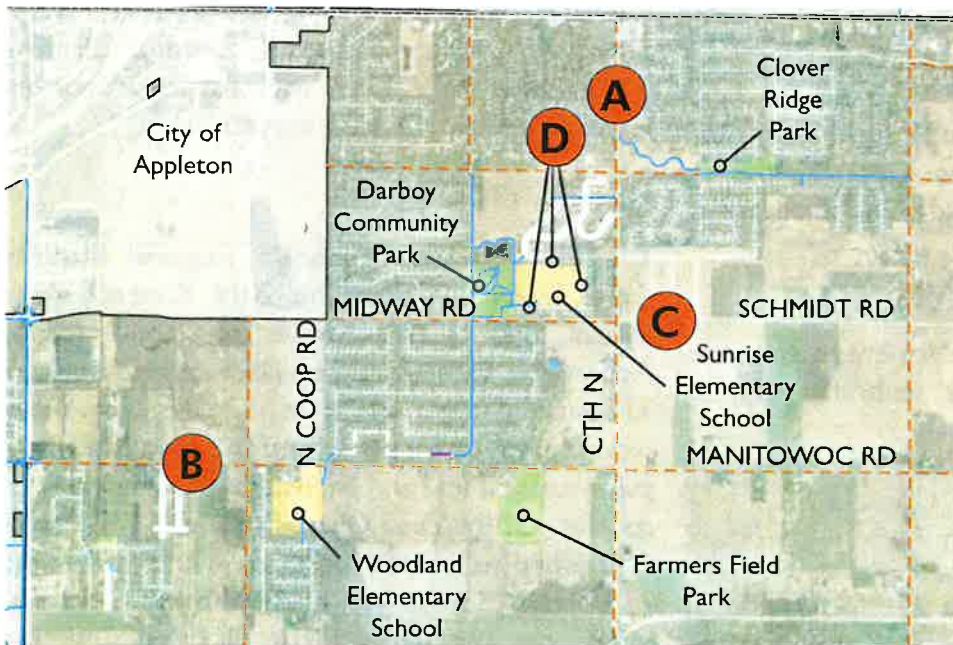 A
Clover
Ridge
Park
D
City of
Appleton
Darboy
Community
Park
MIDWAY RD
SCHMIDT RD
C
N COOP RD
Sunrise
Elementary
School
CTH N
MANITOWOC RD
B
Woodland
Elementary
School
Farmers Field
Park